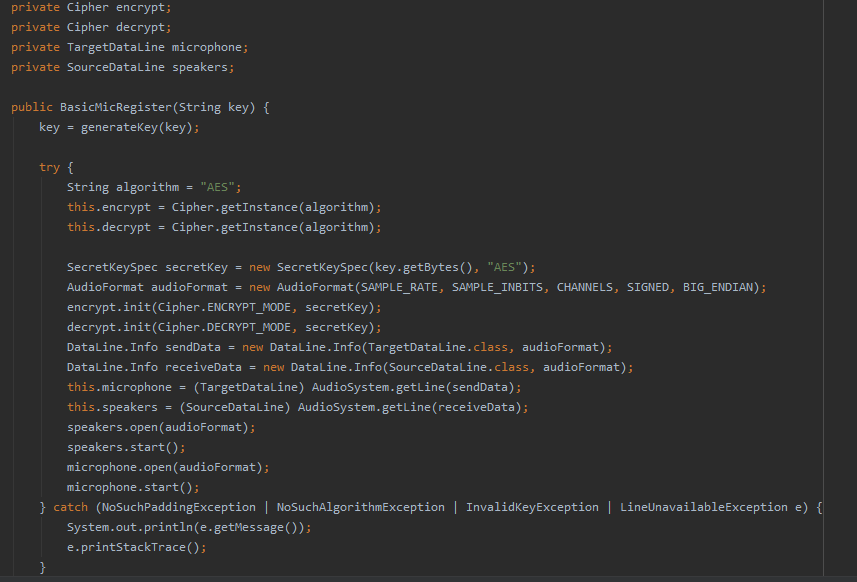 private Cipher encrypt;
private Cipher decrypt;
private TargetDataLine microphone;
private SourceDataLine speakers;
public BasicMicRegister(String key) {
key = generateKey(key);
try {
String algorithm = "AES";
this.encrypt = Cipher.getInstance(algorithm);
this.decrypt = Cipher.getInstance(algorithm);
SecretKeySpec secretKey = new SecretKeySpec(key.getBytes(), "AES");
AudioFormat audioFormat = new AudioFormat(SAMPLE_RATE, SAMPLE_INBITS, CHANNELS, SIGNED, BIG_ENDIAN);
encrypt.init(Cipher.ENCRYPT_MODE, secretKey);
decrypt.init(Cipher.DECRYPT_MODE, secretKey);
DataLine.Info sendData = new DataLine.Info(TargetDataLine.class, audioFormat);
DataLine.Info receiveData = new DataLine.Info(SourceDataLine.class, audioFormat);
this.microphone = (TargetDataLine) AudioSystem.getLine(sendData);
this.speakers = (SourceDataLine) AudioSystem.getLine(receiveData);
speakers.open(audioFormat);
speakers.start();
microphone.open(audioFormat);
microphone.start();
} catch (NoSuchPaddingException | NoSuchAlgorithmException | InvalidKeyException | LineUnavailableException e) {
System.out.println(e.getMessage());
e.printStackTrace();
}